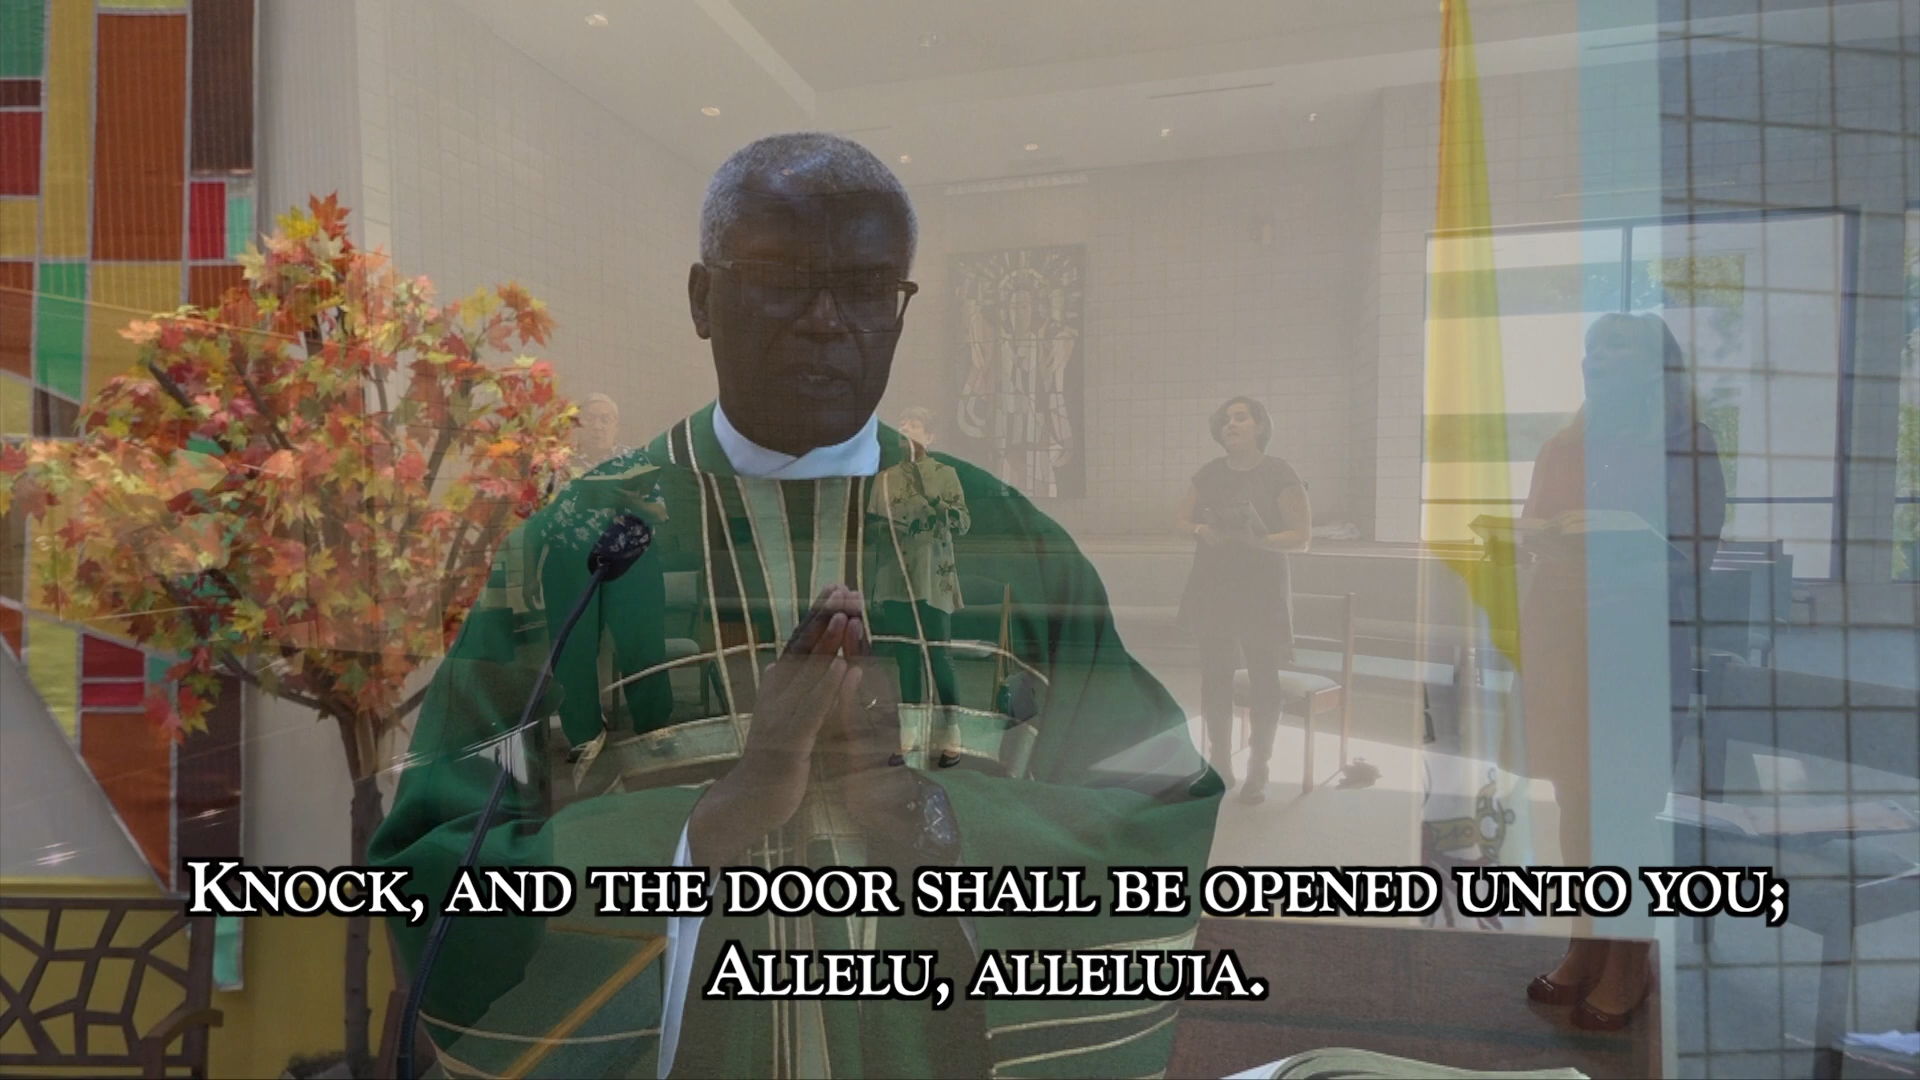 Knock, and the door shall be opened unto you;
Allelu, alleluia.